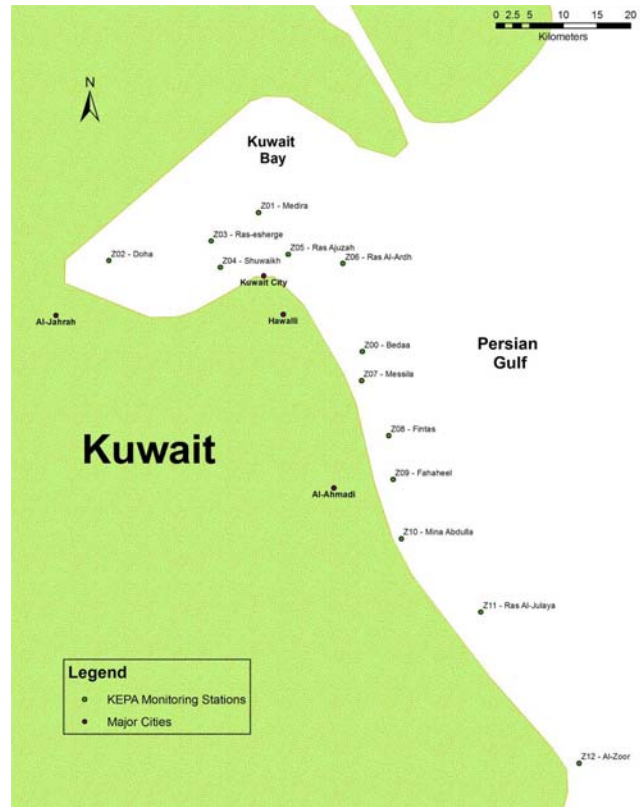 0 2.5 5 10 15 20
Kilometers
N
Kuwait
Bay
Z01 - Medira
Z03 - Ras-esherge
Z05 - Ras Ajuzah
Z02 - Doha
Z04 - Shuwaikh
Z06 - Ras Al-Ardh
Kuwait City
Al-Jahrah
Hawalli
Persian
Gulf
Z00 - Bedaa
Z07 - Messila
Z08 - Fintas
Kuwait
Z09 - Fahaheel
Al-Ahmadi
Z10 - Mina Abdulla
Z11 - Ras Al-Julaya
Legend
KEPA Monitoring Stations
Major Cities
Z12 - Al-Zoor